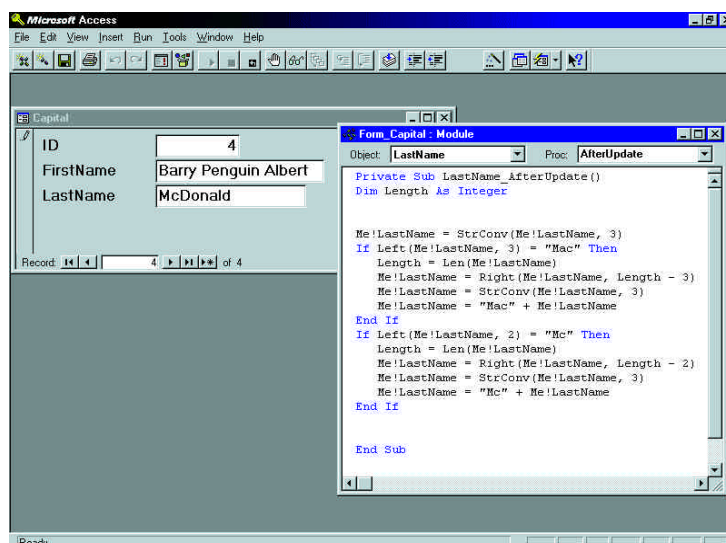 Microsoft Access
File Edit View Insert Run Tools Window Help
Capital
ID 4
FirstName Barry Penguin Albert
LastName McDonald
Record: 4 of 4
Form_Capital : Module
Object: LastName Proc: AfterUpdate
Private Sub LastName_AfterUpdate()
Dim Length As Integer
Me!LastName = StrConv(Me!LastName, 3)
If Left(Me!LastName, 3) = "Mac" Then
Length = Len(Me!LastName)
Me!LastName = Right(Me!LastName, Length - 3)
Me!LastName = StrConv(Me!LastName, 3)
Me!LastName = "Mac" + Me!LastName
End If
If Left(Me!LastName, 2) = "Mc" Then
Length = Len(Me!LastName)
Me!LastName = Right(Me!LastName, Length - 2)
Me!LastName = StrConv(Me!LastName, 3)
Me!LastName = "Mc" + Me!LastName
End If
End Sub
Ready